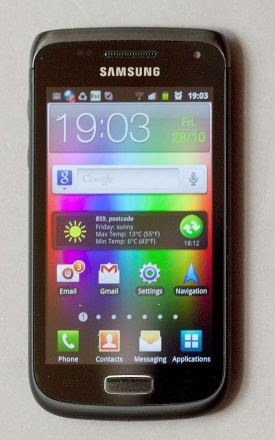 SAMSUNG
19:03
19:03
Fri.
28/10
Google
B59, postcode
Friday: sunny
Max Temp: 13°C (55°F)
Min Temp: 6°C (43°F)
18:12
3
Email
Gmail
Settings
Navigation
1
Phone
Contacts
Messaging
Applications